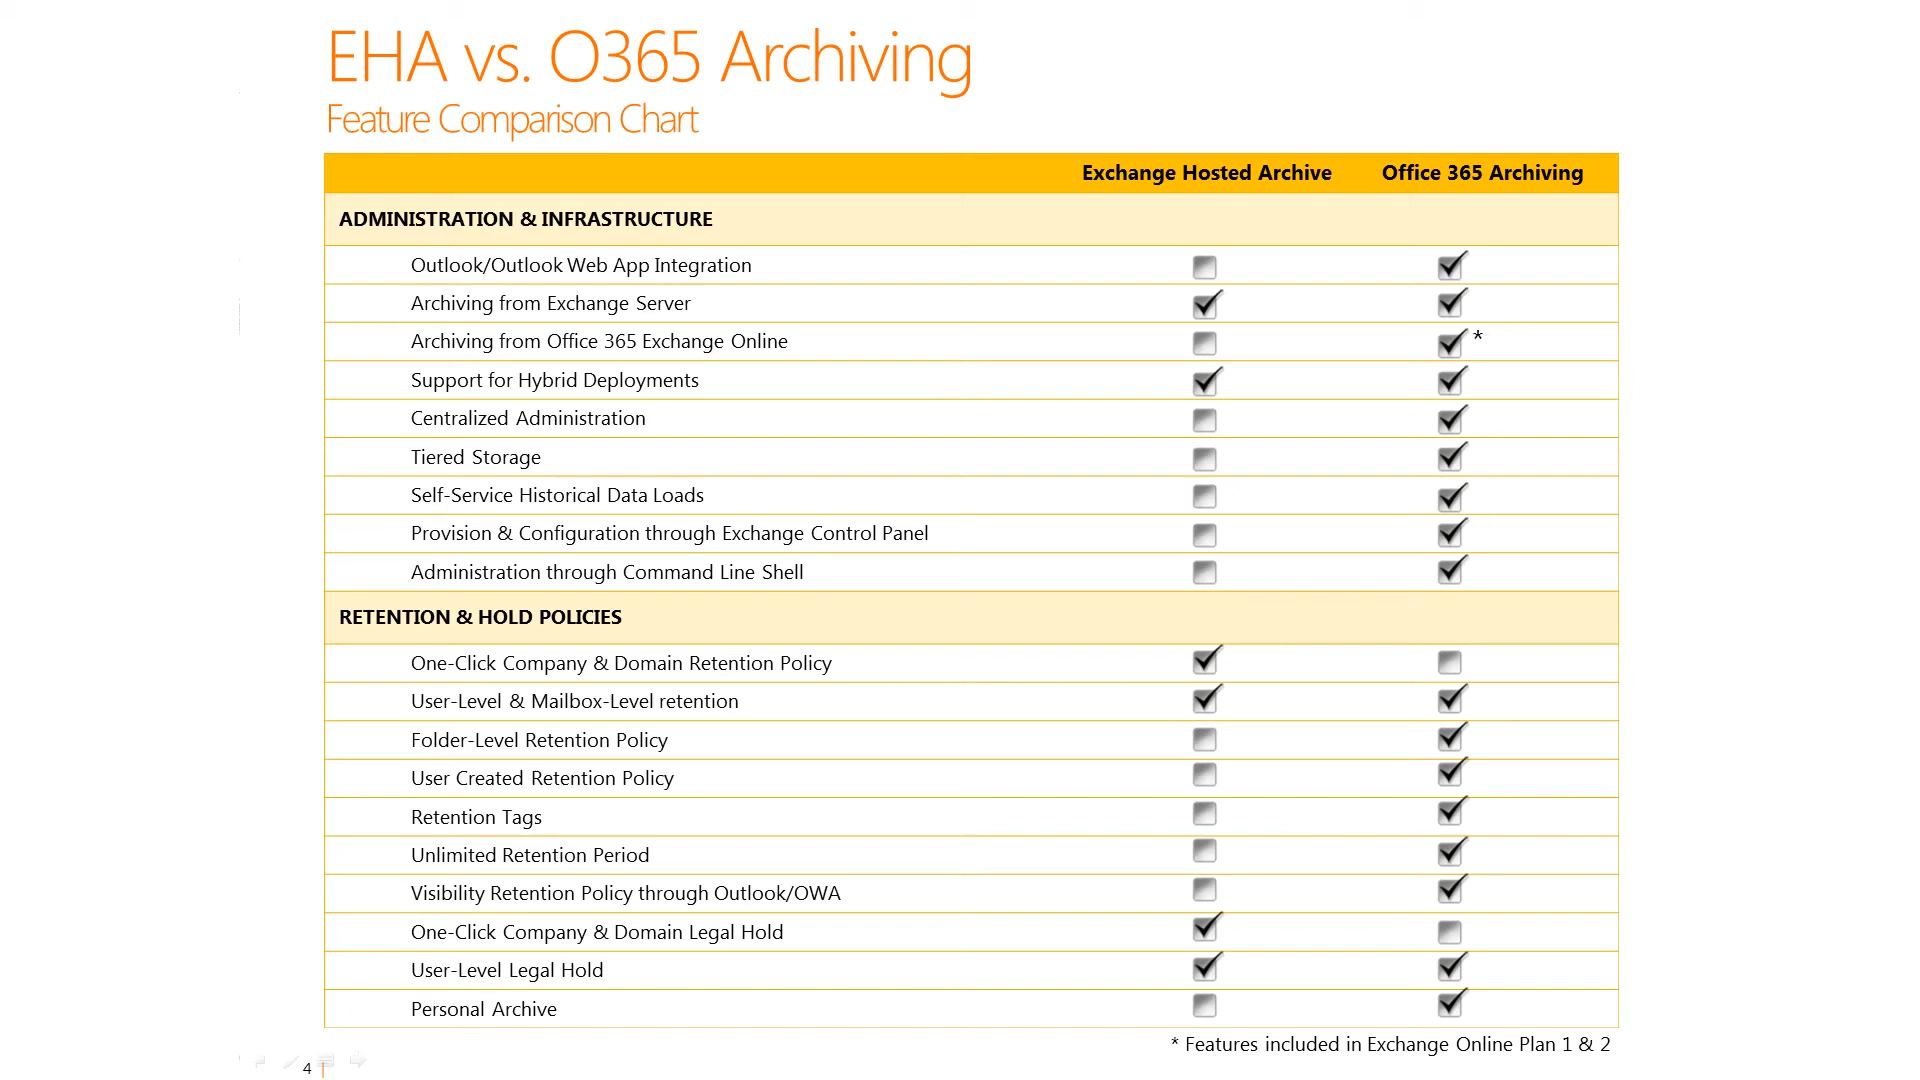 EHA vs. O365 Archiving
Feature Comparison Chart
Exchange Hosted Archive Office 365 Archiving
ADMINISTRATION & INFRASTRUCTURE
Outlook/Outlook Web App Integration
Archiving from Exchange Server
Archiving from Office 365 Exchange Online *
Support for Hybrid Deployments
Centralized Administration
Tiered Storage
Self-Service Historical Data Loads
Provision & Configuration through Exchange Control Panel
Administration through Command Line Shell
RETENTION & HOLD POLICIES
One-Click Company & Domain Retention Policy
User-Level & Mailbox-Level retention
Folder-Level Retention Policy
User Created Retention Policy
Retention Tags
Unlimited Retention Period
Visibility Retention Policy through Outlook/OWA
One-Click Company & Domain Legal Hold
User-Level Legal Hold
Personal Archive
* Features included in Exchange Online Plan 1 & 2
4